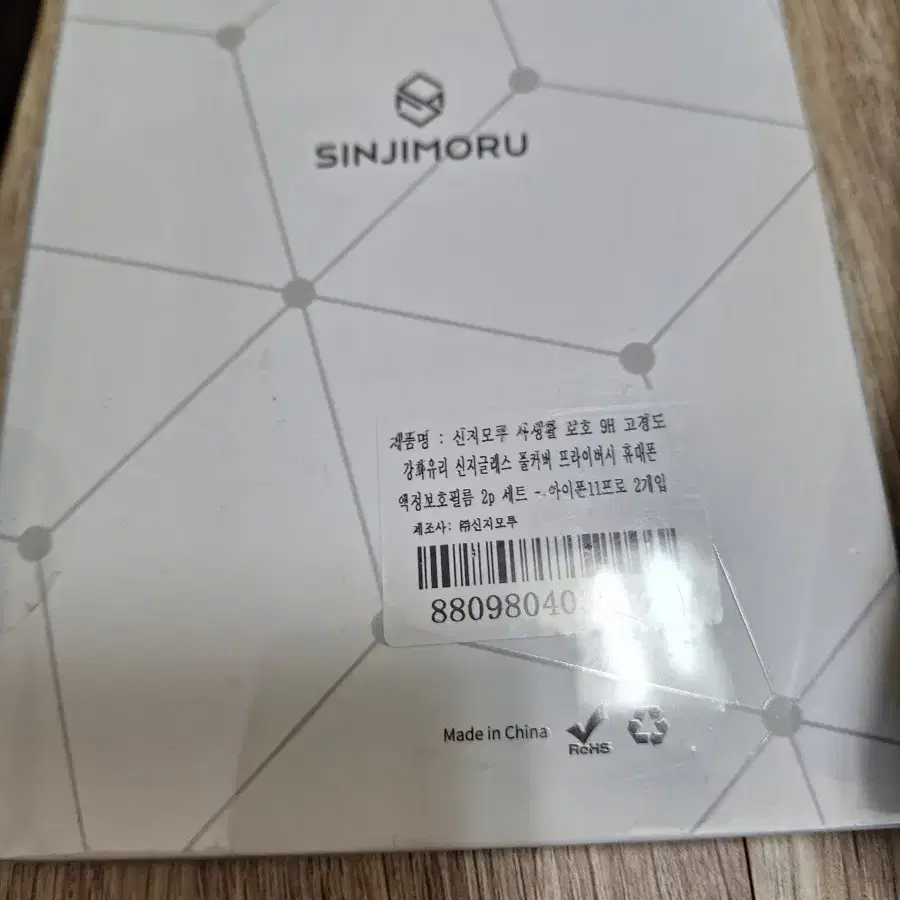 SINJIMORU
제품명 : 신지모루 사생활 보호 9H 고경도
강화유리 신지글래스 풀커버 프라이버시 휴대폰
액정보호필름 2p 세트 - 아이폰11프로 2개입
제조사: ㈜신지모루
88098040
Made in China
RoHS